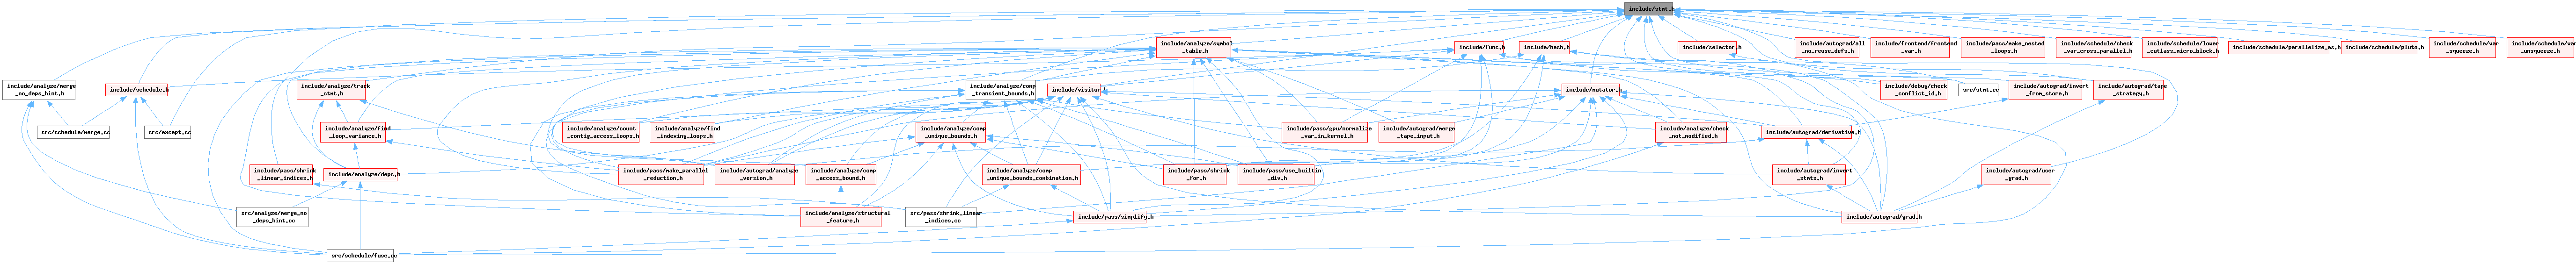 include/stmt.h
include/analyze/symbol
_table.h
include/func.h
include/hash.h
include/selector.h
include/autograd/all
_no_reuse_defs.h
include/frontend/frontend
_var.h
include/pass/make_nested
_loops.h
include/schedule/check
_var_cross_parallel.h
include/schedule/lower
_cutlass_micro_block.h
include/schedule/parallelize_as.h
include/schedule/pluto.h
include/schedule/var
_squeeze.h
include/schedule/var
_unsqueeze.h
include/analyze/merge
_no_deps_hint.h
include/schedule.h
include/analyze/track
_stmt.h
include/analyze/comp
_transient_bounds.h
include/visitor.h
include/mutator.h
include/debug/check
_conflict_id.h
src/stmt.cc
include/autograd/invert
_from_store.h
include/autograd/tape
_strategy.h
src/schedule/merge.cc
src/except.cc
include/analyze/find
_loop_variance.h
include/analyze/count
_contig_access_loops.h
include/analyze/find
_indexing_loops.h
include/analyze/comp
_unique_bounds.h
include/pass/gpu/normalize
_var_in_kernel.h
include/autograd/merge
_tape_input.h
include/analyze/check
_not_modified.h
include/autograd/derivative.h
include/pass/shrink
_linear_indices.h
include/analyze/deps.h
include/pass/make_parallel
_reduction.h
include/autograd/analyze
_version.h
include/analyze/comp
_access_bound.h
include/analyze/comp
_unique_bounds_combination.h
include/pass/shrink
_for.h
include/pass/use_builtin
_div.h
include/autograd/invert
_stmts.h
include/autograd/user
_grad.h
src/analyze/merge_no
_deps_hint.cc
include/analyze/structural
_feature.h
src/pass/shrink_linear
_indices.cc
include/pass/simplify.h
include/autograd/grad.h
src/schedule/fuse.cc